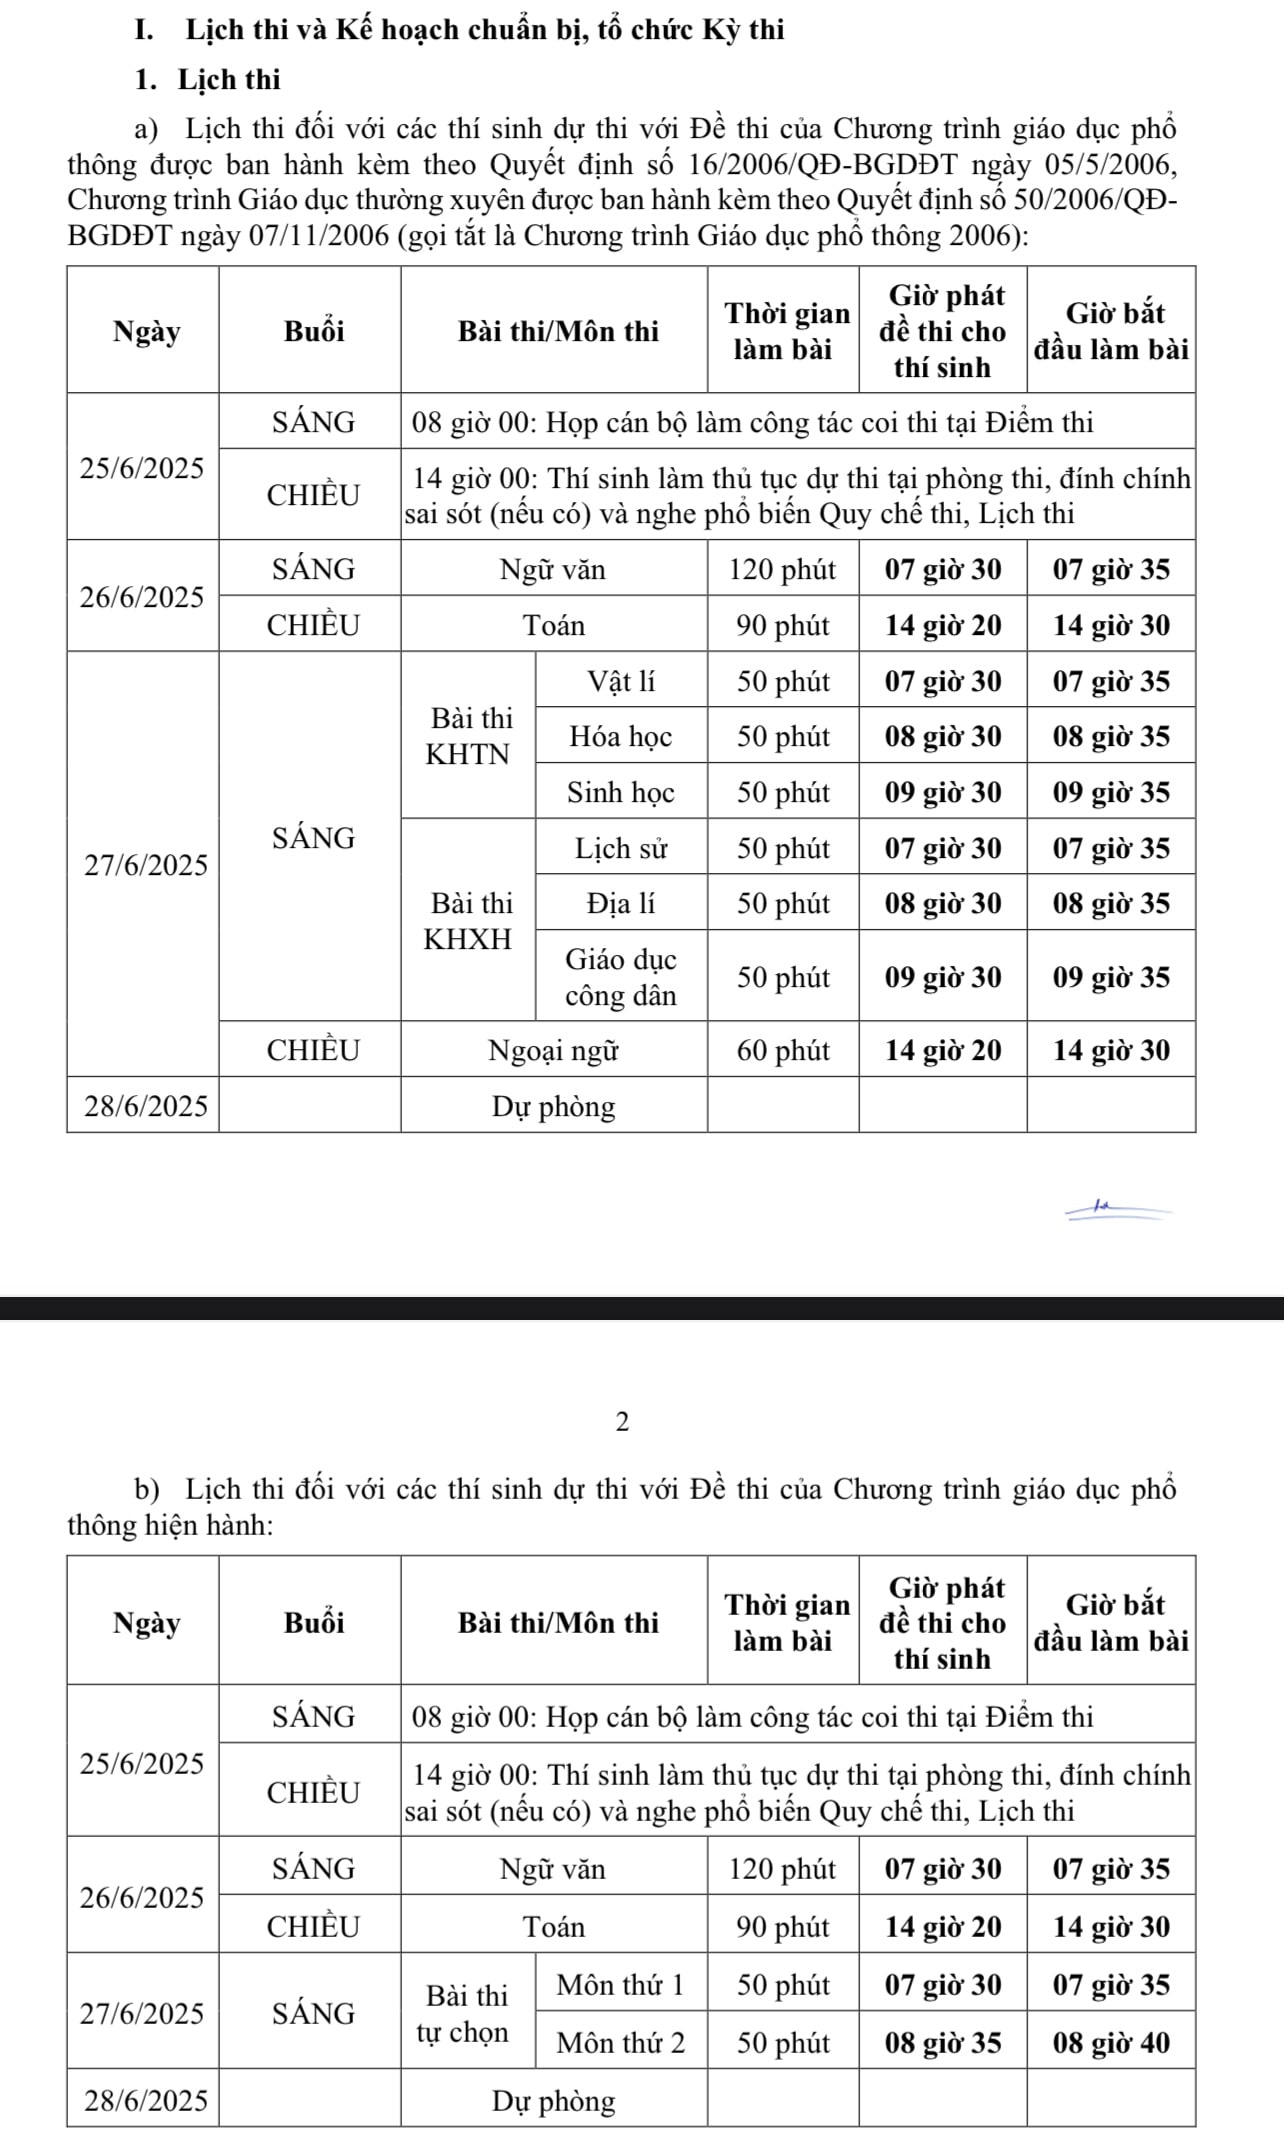 I. Lịch thi và Kế hoạch chuẩn bị, tổ chức Kỳ thi
1. Lịch thi
a) Lịch thi đối với các thí sinh dự thi với Đề thi của Chương trình giáo dục phổ
thông được ban hành kèm theo Quyết định số 16/2006/QĐ-BGDĐT ngày 05/5/2006,
Chương trình Giáo dục thường xuyên được ban hành kèm theo Quyết định số 50/2006/QĐ-
BGDĐT ngày 07/11/2006 (gọi tắt là Chương trình Giáo dục phổ thông 2006):
Ngày Buổi Bài thi/Môn thi Thời gian làm bài Giờ phát đề thi cho thí sinh Giờ bắt đầu làm bài
25/6/2025 SÁNG 08 giờ 00: Họp cán bộ làm công tác coi thi tại Điểm thi
CHIỀU 14 giờ 00: Thí sinh làm thủ tục dự thi tại phòng thi, đính chính
sai sót (nếu có) và nghe phổ biến Quy chế thi, Lịch thi
26/6/2025 SÁNG Ngữ văn 120 phút 07 giờ 30 07 giờ 35
CHIỀU Toán 90 phút 14 giờ 20 14 giờ 30
27/6/2025 SÁNG Bài thi KHTN Vật lí 50 phút 07 giờ 30 07 giờ 35
Hóa học 50 phút 08 giờ 30 08 giờ 35
Sinh học 50 phút 09 giờ 30 09 giờ 35
Bài thi KHXH Lịch sử 50 phút 07 giờ 30 07 giờ 35
Địa lí 50 phút 08 giờ 30 08 giờ 35
Giáo dục công dân 50 phút 09 giờ 30 09 giờ 35
CHIỀU Ngoại ngữ 60 phút 14 giờ 20 14 giờ 30
28/6/2025 Dự phòng
2
b) Lịch thi đối với các thí sinh dự thi với Đề thi của Chương trình giáo dục phổ
thông hiện hành:
Ngày Buổi Bài thi/Môn thi Thời gian làm bài Giờ phát đề thi cho thí sinh Giờ bắt đầu làm bài
25/6/2025 SÁNG 08 giờ 00: Họp cán bộ làm công tác coi thi tại Điểm thi
CHIỀU 14 giờ 00: Thí sinh làm thủ tục dự thi tại phòng thi, đính chính
sai sót (nếu có) và nghe phổ biến Quy chế thi, Lịch thi
26/6/2025 SÁNG Ngữ văn 120 phút 07 giờ 30 07 giờ 35
CHIỀU Toán 90 phút 14 giờ 20 14 giờ 30
27/6/2025 SÁNG Bài thi tự chọn Môn thứ 1 50 phút 07 giờ 30 07 giờ 35
Môn thứ 2 50 phút 08 giờ 35 08 giờ 40
28/6/2025 Dự phòng